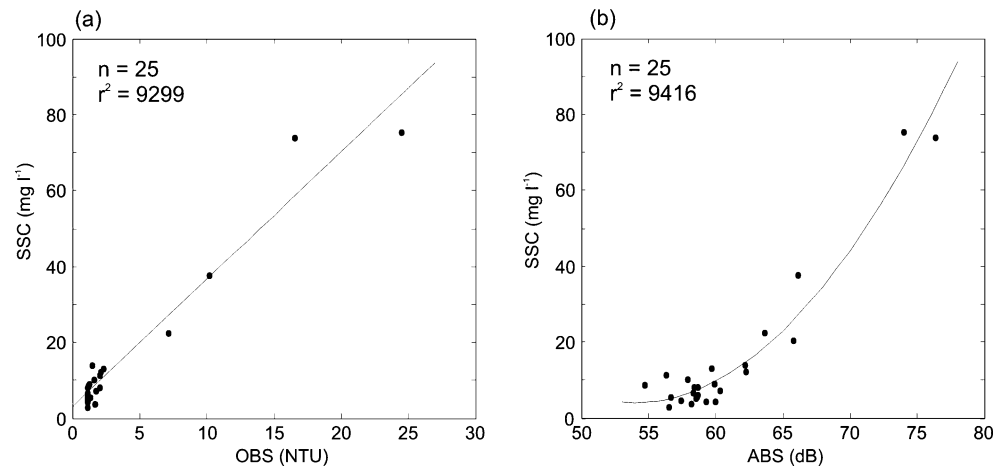 (a)
n = 25
r² = 9299
SSC (mg l⁻¹)
100
80
60
40
20
0
0 5 10 15 20 25 30
OBS (NTU)
(b)
n = 25
r² = 9416
SSC (mg l⁻¹)
100
80
60
40
20
0
50 55 60 65 70 75 80
ABS (dB)